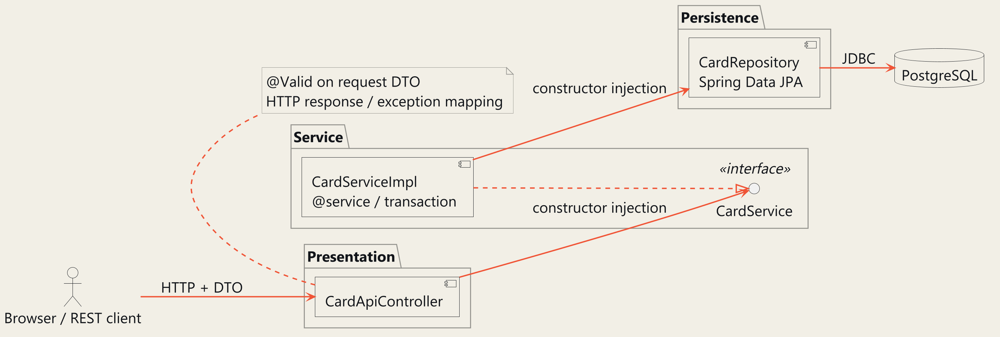 Persistence
CardRepository
Spring Data JPA
JDBC
PostgreSQL
@Valid on request DTO
HTTP response / exception mapping
constructor injection
Service
CardServiceImpl
@service / transaction
«interface»
CardService
constructor injection
Presentation
CardApiController
HTTP + DTO
Browser / REST client